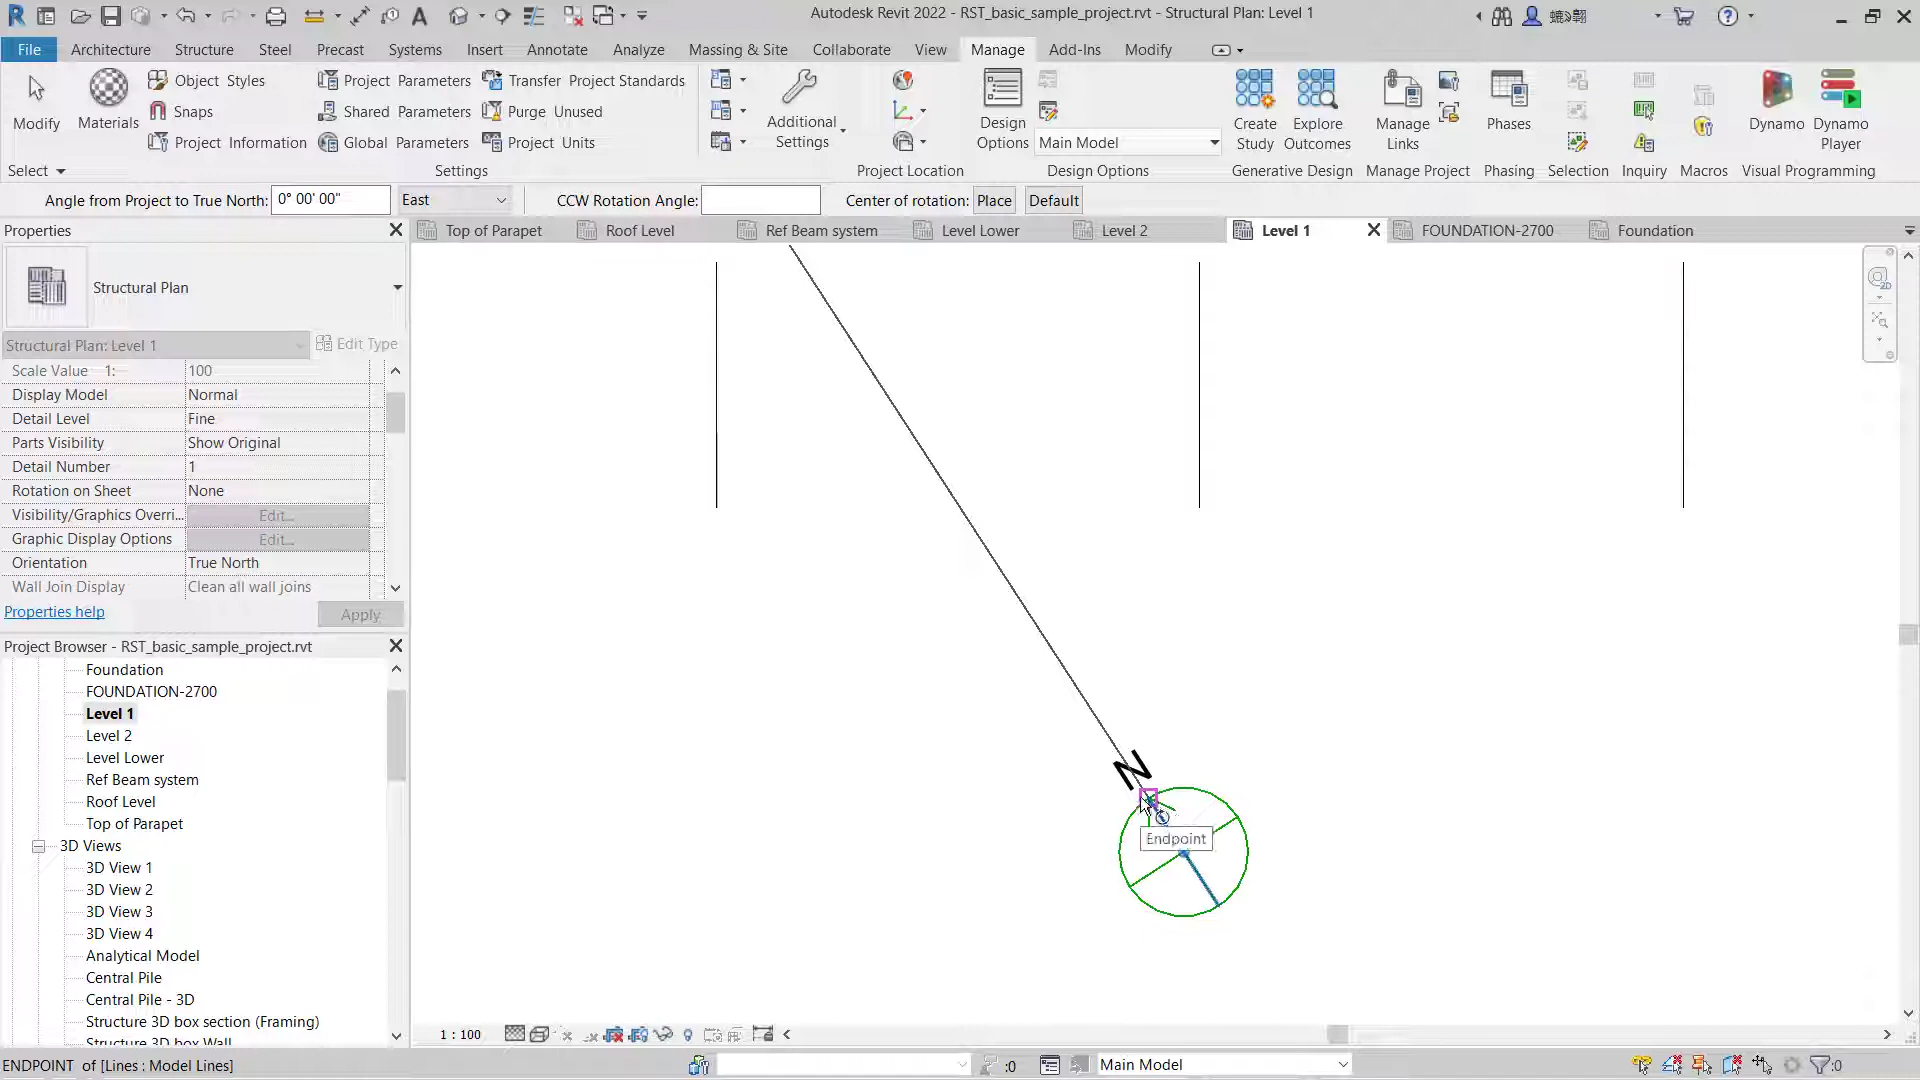 Autodesk Revit 2022 - RST_basic_sample_project.rvt - Structural Plan: Level 1
File Architecture Structure Steel Precast Systems Insert Annotate Analyze Massing & Site Collaborate View Manage Add-Ins Modify
Modify
Materials
Object Styles
Snaps
Project Information
Project Parameters
Shared Parameters
Global Parameters
Transfer Project Standards
Purge Unused
Project Units
Additional Settings
Design Options
Main Model
Create Study
Explore Outcomes
Manage Links
Phases
Dynamo
Dynamo Player
Select Settings Project Location Design Options Generative Design Manage Project Phasing Selection Inquiry Macros Visual Programming
Angle from Project to True North: 0° 00' 00" East CCW Rotation Angle: Center of rotation: Place Default
Properties
Top of Parapet Roof Level Ref Beam system Level Lower Level 2 Level 1 FOUNDATION-2700 Foundation
Structural Plan
Structural Plan: Level 1 Edit Type
Scale Value 1: 100
Display Model Normal
Detail Level Fine
Parts Visibility Show Original
Detail Number 1
Rotation on Sheet None
Visibility/Graphics Overri... Edit...
Graphic Display Options Edit...
Orientation True North
Wall Join Display Clean all wall joins
Properties help Apply
Project Browser - RST_basic_sample_project.rvt
Foundation
FOUNDATION-2700
Level 1
Level 2
Level Lower
Ref Beam system
Roof Level
Top of Parapet
3D Views
3D View 1
3D View 2
3D View 3
3D View 4
Analytical Model
Central Pile
Central Pile - 3D
Structure 3D box section (Framing)
Structure 3D box Wall
N
Endpoint
2D
1 : 100
ENDPOINT of [Lines : Model Lines] :0 Main Model :0